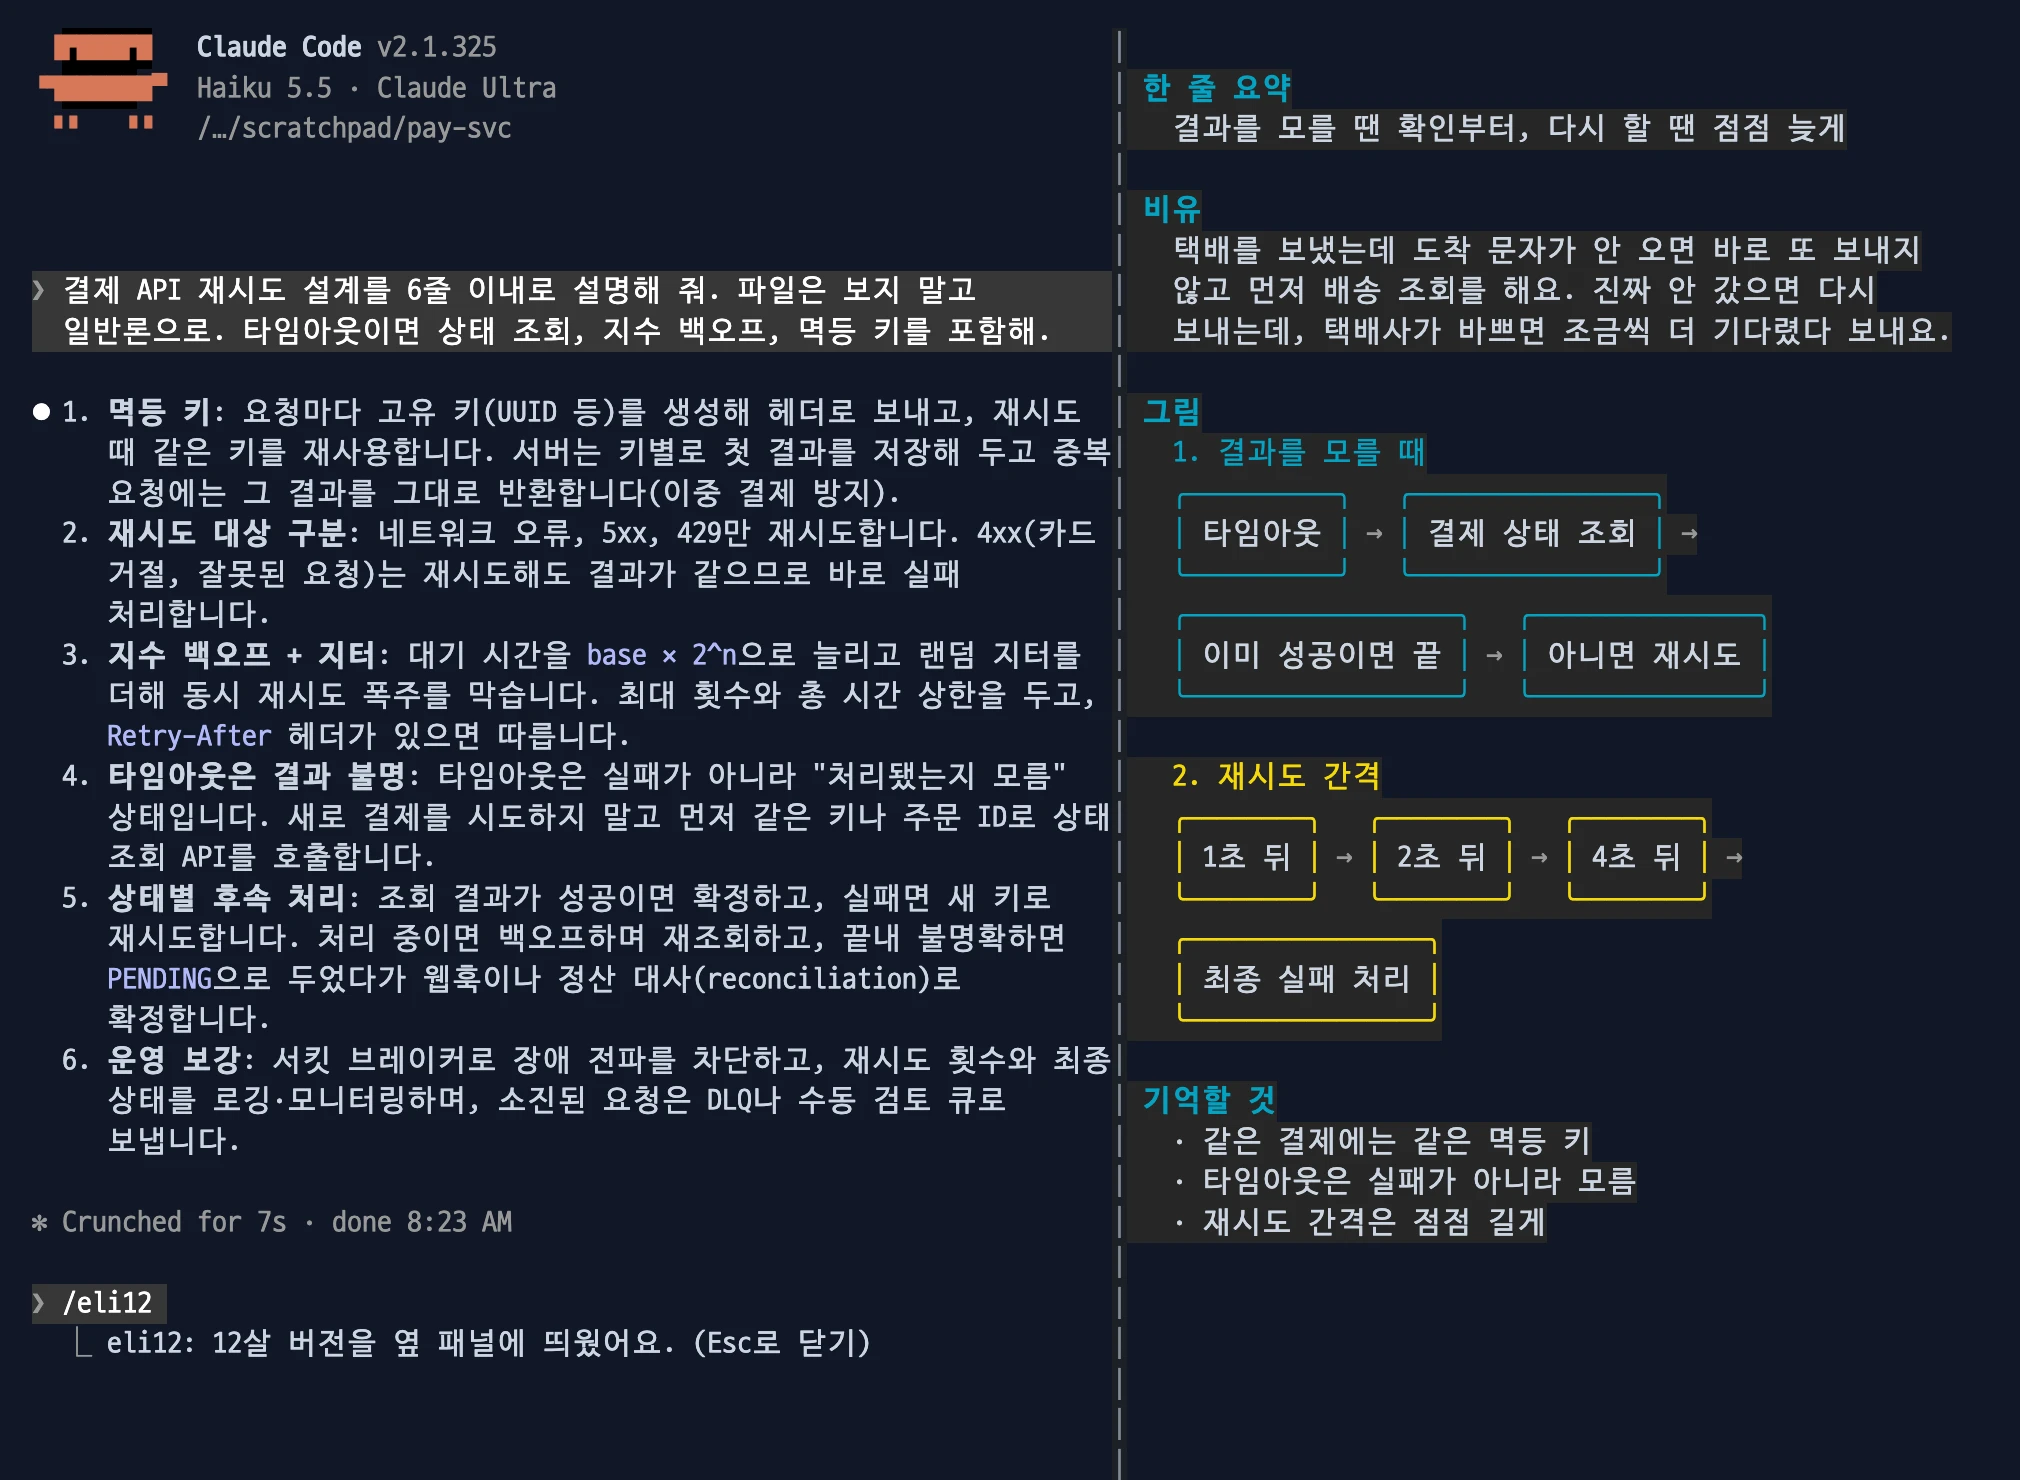 Claude Code v2.1.325
Haiku 5.5 · Claude Ultra
/…/scratchpad/pay-svc
❯ 결제 API 재시도 설계를 6줄 이내로 설명해 줘. 파일은 보지 말고
일반론으로. 타임아웃이면 상태 조회, 지수 백오프, 멱등 키를 포함해.
● 1. 멱등 키: 요청마다 고유 키(UUID 등)를 생성해 헤더로 보내고, 재시도
때 같은 키를 재사용합니다. 서버는 키별로 첫 결과를 저장해 두고 중복
요청에는 그 결과를 그대로 반환합니다(이중 결제 방지).
2. 재시도 대상 구분: 네트워크 오류, 5xx, 429만 재시도합니다. 4xx(카드
거절, 잘못된 요청)는 재시도해도 결과가 같으므로 바로 실패
처리합니다.
3. 지수 백오프 + 지터: 대기 시간을 base × 2^n으로 늘리고 랜덤 지터를
더해 동시 재시도 폭주를 막습니다. 최대 횟수와 총 시간 상한을 두고,
Retry-After 헤더가 있으면 따릅니다.
4. 타임아웃은 결과 불명: 타임아웃은 실패가 아니라 "처리됐는지 모름"
상태입니다. 새로 결제를 시도하지 말고 먼저 같은 키나 주문 ID로 상태
조회 API를 호출합니다.
5. 상태별 후속 처리: 조회 결과가 성공이면 확정하고, 실패면 새 키로
재시도합니다. 처리 중이면 백오프하며 재조회하고, 끝내 불명확하면
PENDING으로 두었다가 웹훅이나 정산 대사(reconciliation)로
확정합니다.
6. 운영 보강: 서킷 브레이커로 장애 전파를 차단하고, 재시도 횟수와 최종
상태를 로깅·모니터링하며, 소진된 요청은 DLQ나 수동 검토 큐로
보냅니다.
✻ Crunched for 7s · done 8:23 AM
❯ /eli12
⎿ eli12: 12살 버전을 옆 패널에 띄웠어요. (Esc로 닫기)
한 줄 요약
결과를 모를 땐 확인부터, 다시 할 땐 점점 늦게
비유
택배를 보냈는데 도착 문자가 안 오면 바로 또 보내지
않고 먼저 배송 조회를 해요. 진짜 안 갔으면 다시
보내는데, 택배사가 바쁘면 조금씩 더 기다렸다 보내요.
그림
1. 결과를 모를 때
타임아웃 → 결제 상태 조회 →
이미 성공이면 끝 → 아니면 재시도
2. 재시도 간격
1초 뒤 → 2초 뒤 → 4초 뒤 →
최종 실패 처리
기억할 것
· 같은 결제에는 같은 멱등 키
· 타임아웃은 실패가 아니라 모름
· 재시도 간격은 점점 길게